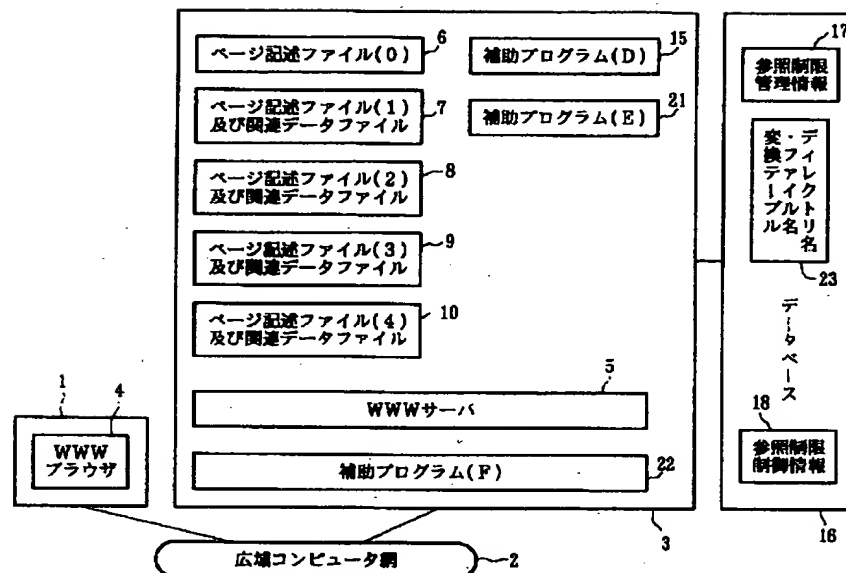 6
ページ記述ファイル(0)
15
補助プログラム(D)
ページ記述ファイル(1)
及び関連データファイル
7
補助プログラム(E)
21
ページ記述ファイル(2)
及び関連データファイル
8
ページ記述ファイル(3)
及び関連データファイル
9
ページ記述ファイル(4)
及び関連データファイル
10
5
WWWサーバ
補助プログラム(F)
22
3
1
4
WWW
ブラウザ
広域コンピュータ網
2
17
参照制限
管理情報
ディレクトリ名
・ファイル名
変換テーブル
23
データベース
18
参照制限
制御情報
16